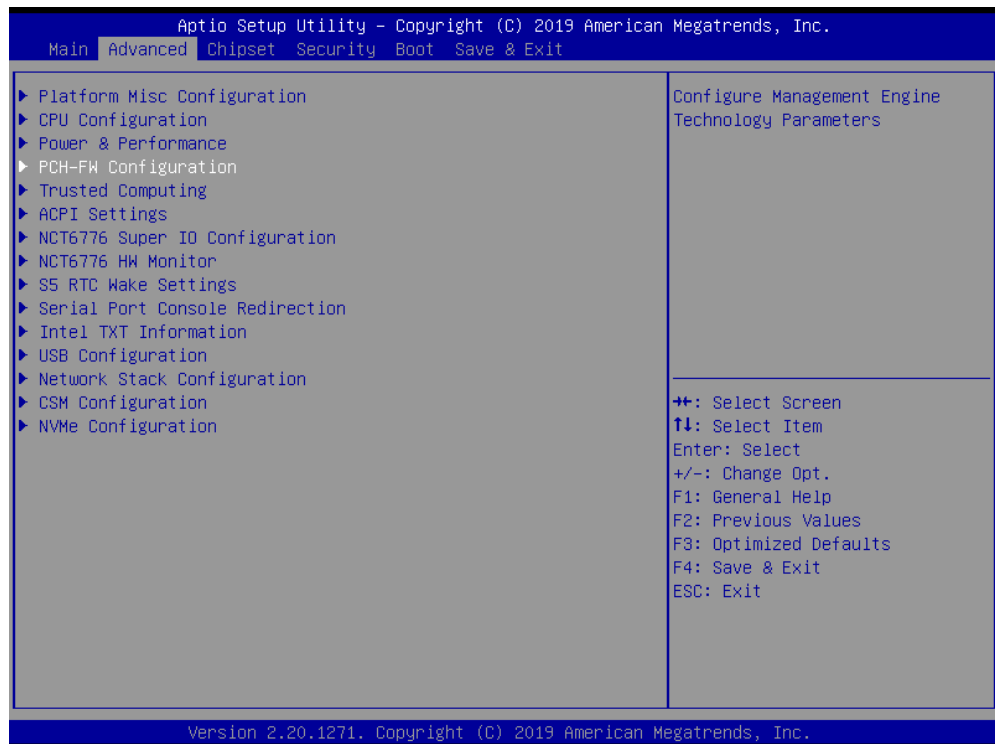 Aptio Setup Utility – Copyright (C) 2019 American Megatrends, Inc.
Main Advanced Chipset Security Boot Save & Exit
▶ Platform Misc Configuration
▶ CPU Configuration
▶ Power & Performance
▶ PCH-FW Configuration
▶ Trusted Computing
▶ ACPI Settings
▶ NCT6776 Super IO Configuration
▶ NCT6776 HW Monitor
▶ S5 RTC Wake Settings
▶ Serial Port Console Redirection
▶ Intel TXT Information
▶ USB Configuration
▶ Network Stack Configuration
▶ CSM Configuration
▶ NVMe Configuration
Configure Management Engine
Technology Parameters
→←: Select Screen
↑↓: Select Item
Enter: Select
+/-: Change Opt.
F1: General Help
F2: Previous Values
F3: Optimized Defaults
F4: Save & Exit
ESC: Exit
Version 2.20.1271. Copyright (C) 2019 American Megatrends, Inc.